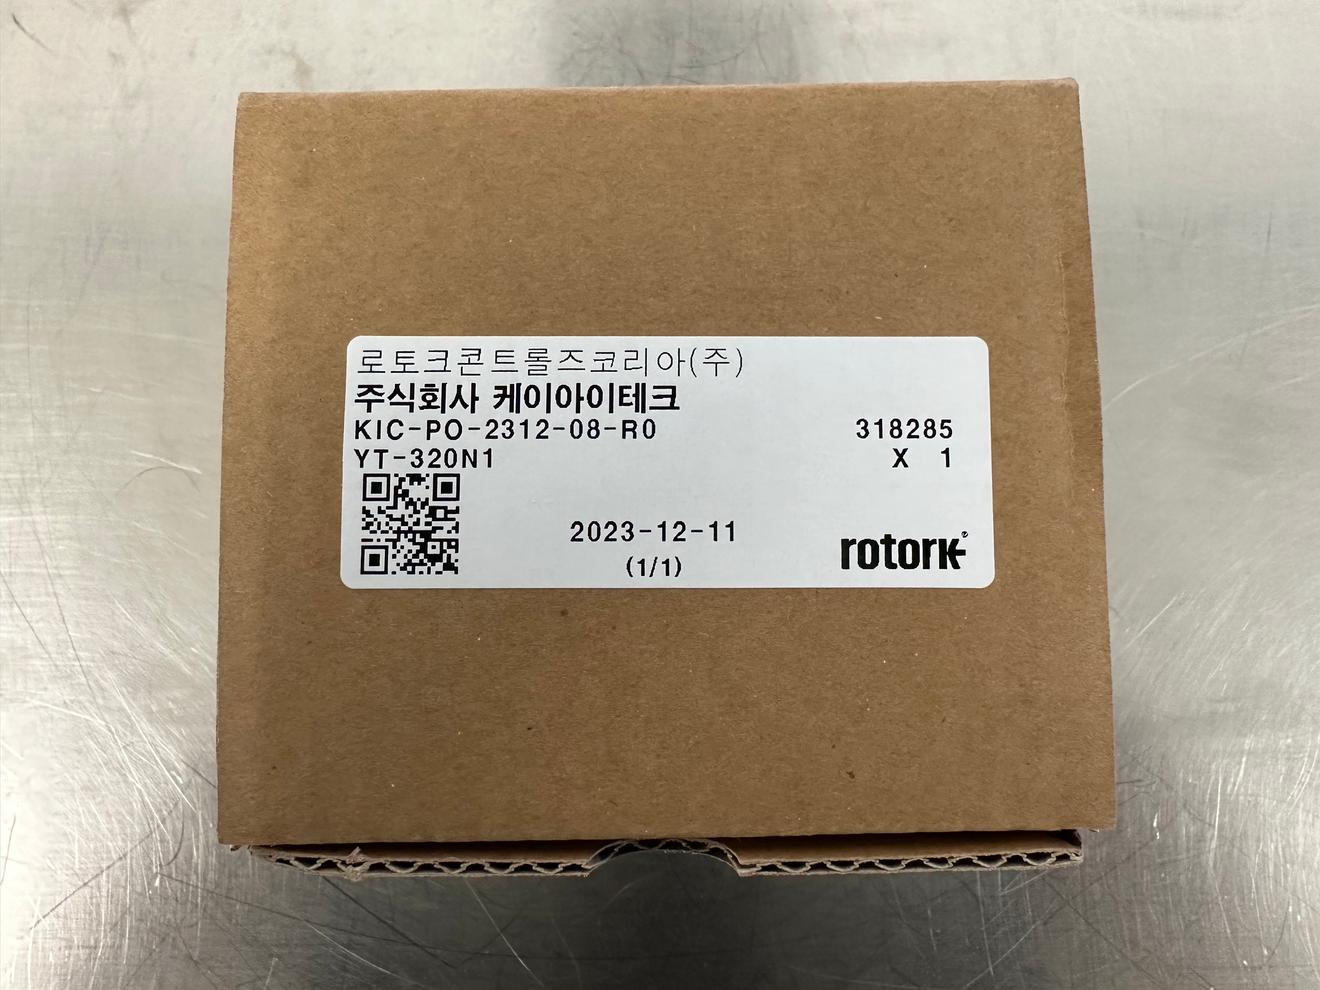 로토크콘트롤즈코리아(주)
주식회사 케이아이테크
KIC-PO-2312-08-R0 318285
YT-320N1 X 1
2023-12-11
(1/1)
rotork®